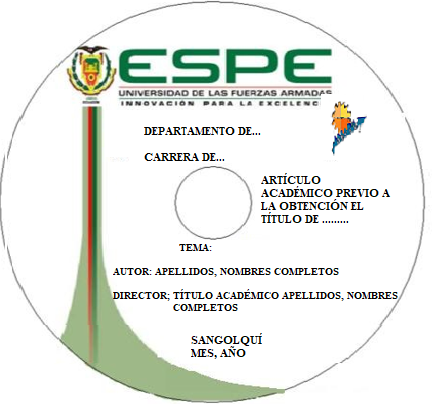 ESPE
UNIVERSIDAD DE LAS FUERZAS ARMADAS
INNOVACIÓN PARA LA EXCELENC
DEPARTAMENTO DE...
CARRERA DE...
ARTÍCULO
ACADÉMICO PREVIO A
LA OBTENCIÓN EL
TÍTULO DE .........
TEMA:
AUTOR: APELLIDOS, NOMBRES COMPLETOS
DIRECTOR; TÍTULO ACADÉMICO APELLIDOS, NOMBRES
COMPLETOS
SANGOLQUÍ
MES, AÑO